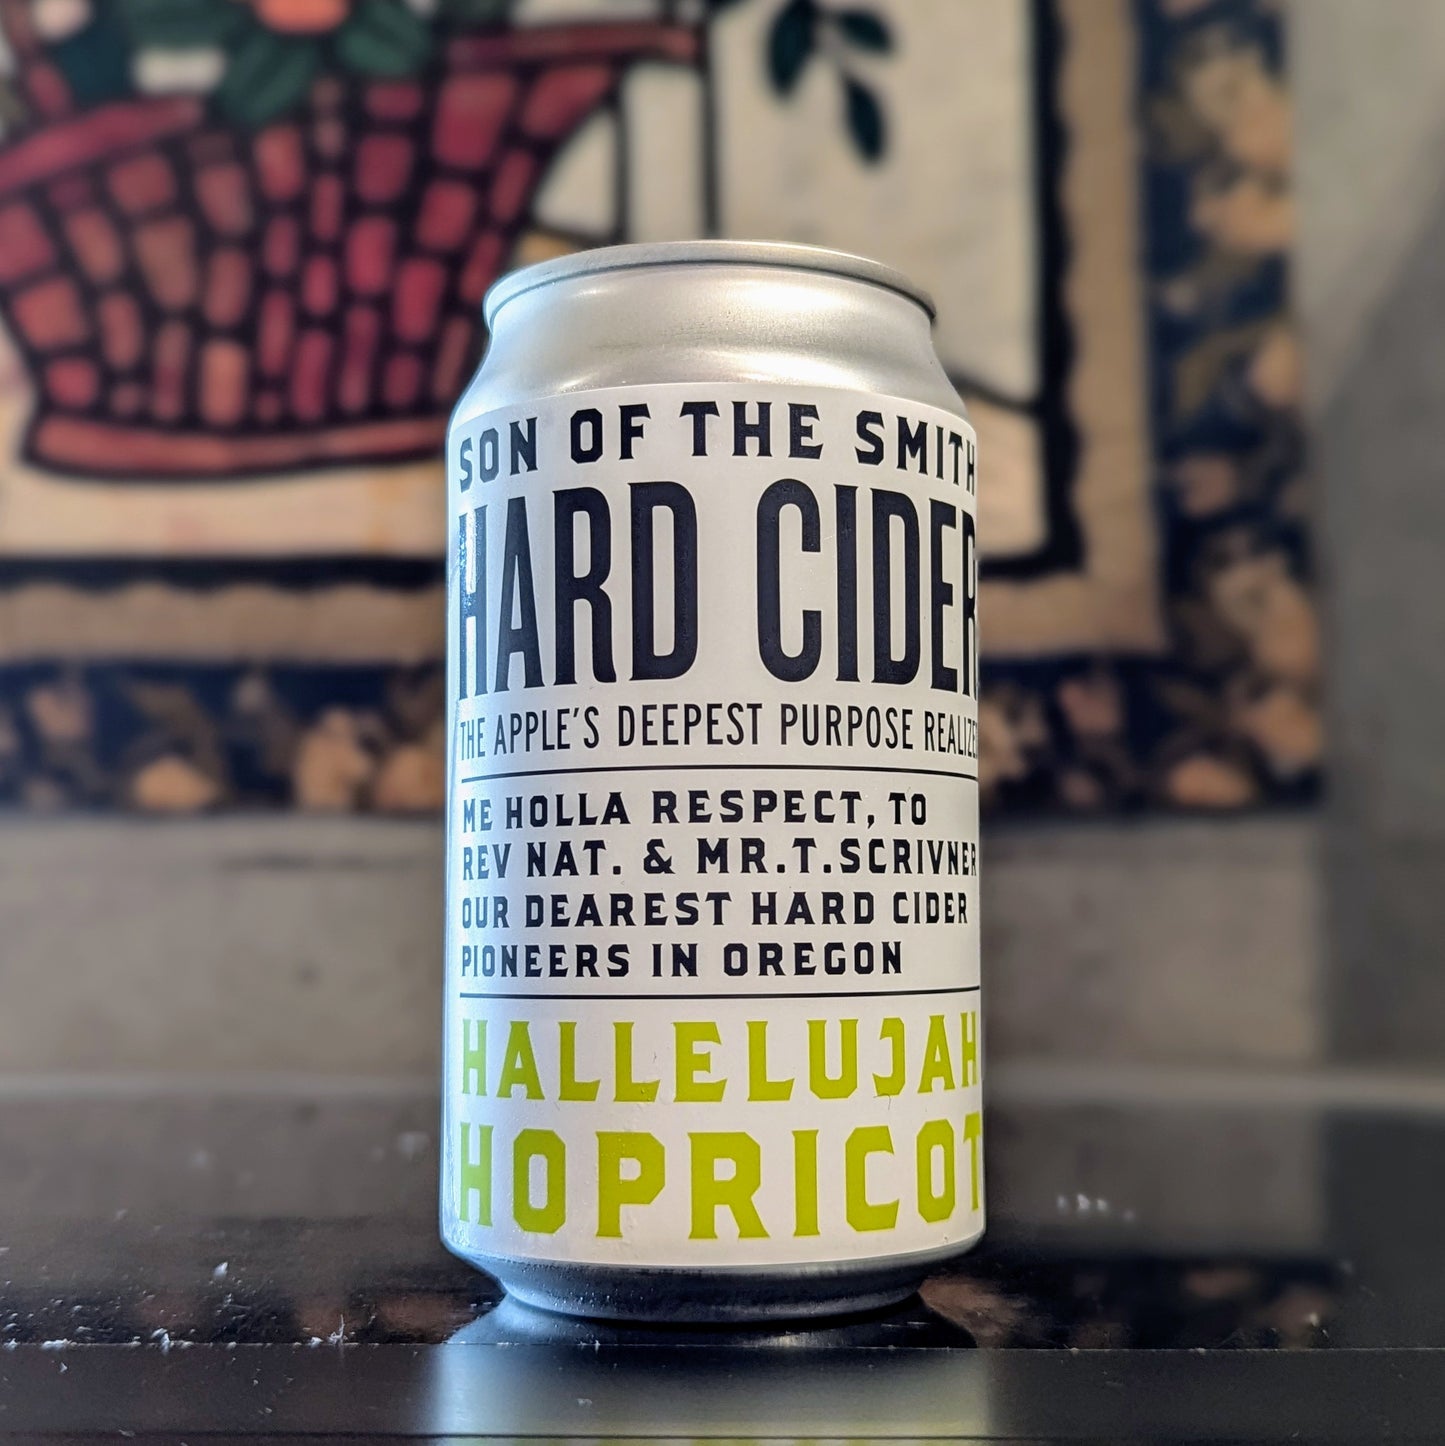 SON OF THE SMITH
HARD CIDER
THE APPLE'S DEEPEST PURPOSE REALIZED
ME HOLLA RESPECT, TO
REV NAT. & MR.T.SCRIVNER
OUR DEAREST HARD CIDER
PIONEERS IN OREGON
HALLELUJAH
HOPRICOT